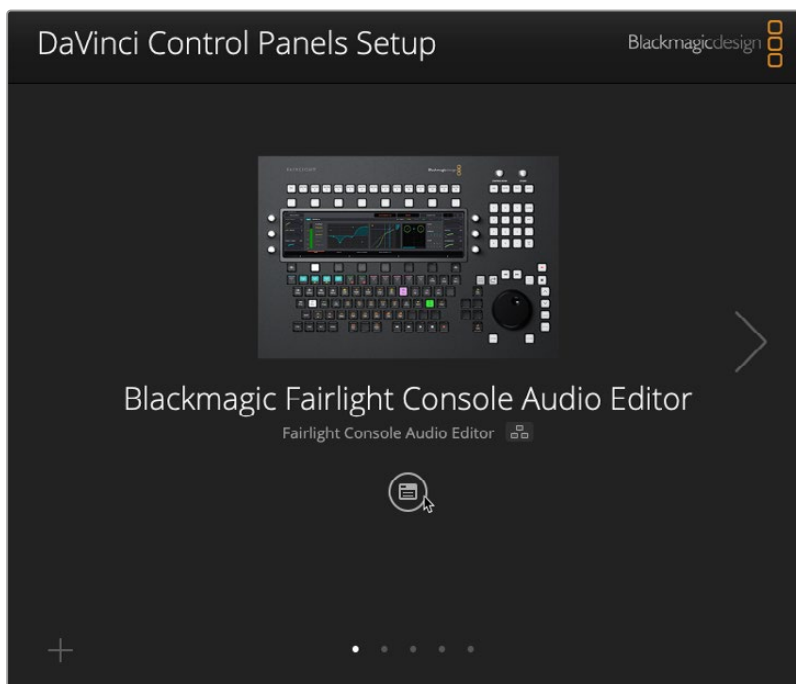 DaVinci Control Panels Setup
Blackmagicdesign
Blackmagic Fairlight Console Audio Editor
Fairlight Console Audio Editor